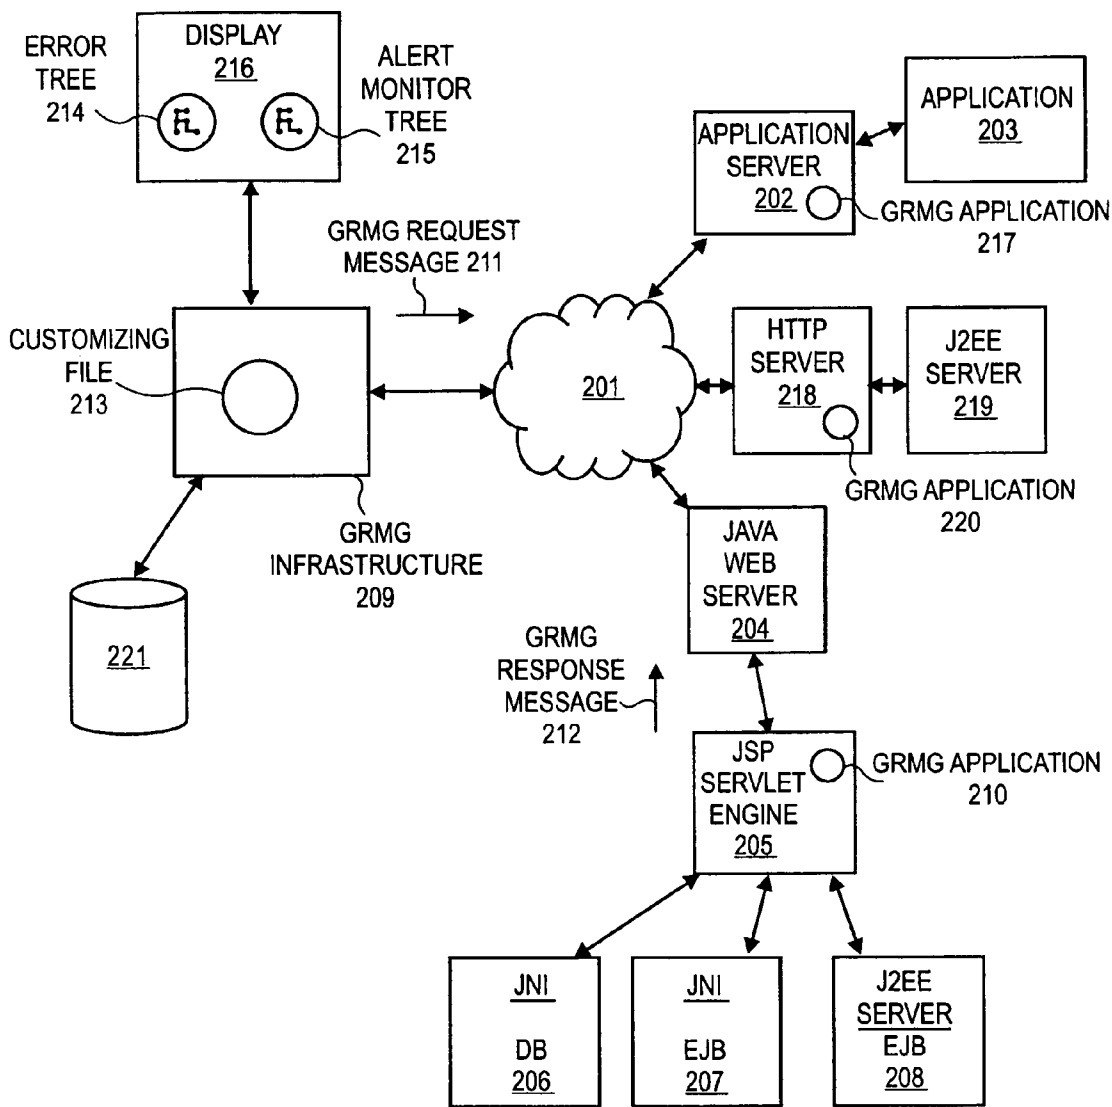 ERROR
TREE
214
DISPLAY
216
ALERT
MONITOR
TREE
215
APPLICATION
SERVER
202
APPLICATION
203
GRMG APPLICATION
217
GRMG REQUEST
MESSAGE 211
CUSTOMIZING
FILE
213
201
HTTP
SERVER
218
J2EE
SERVER
219
GRMG APPLICATION
220
GRMG
INFRASTRUCTURE
209
221
JAVA
WEB
SERVER
204
GRMG
RESPONSE
MESSAGE
212
JSP
SERVLET
ENGINE
205
GRMG APPLICATION
210
JNI
DB
206
JNI
EJB
207
J2EE
SERVER
EJB
208